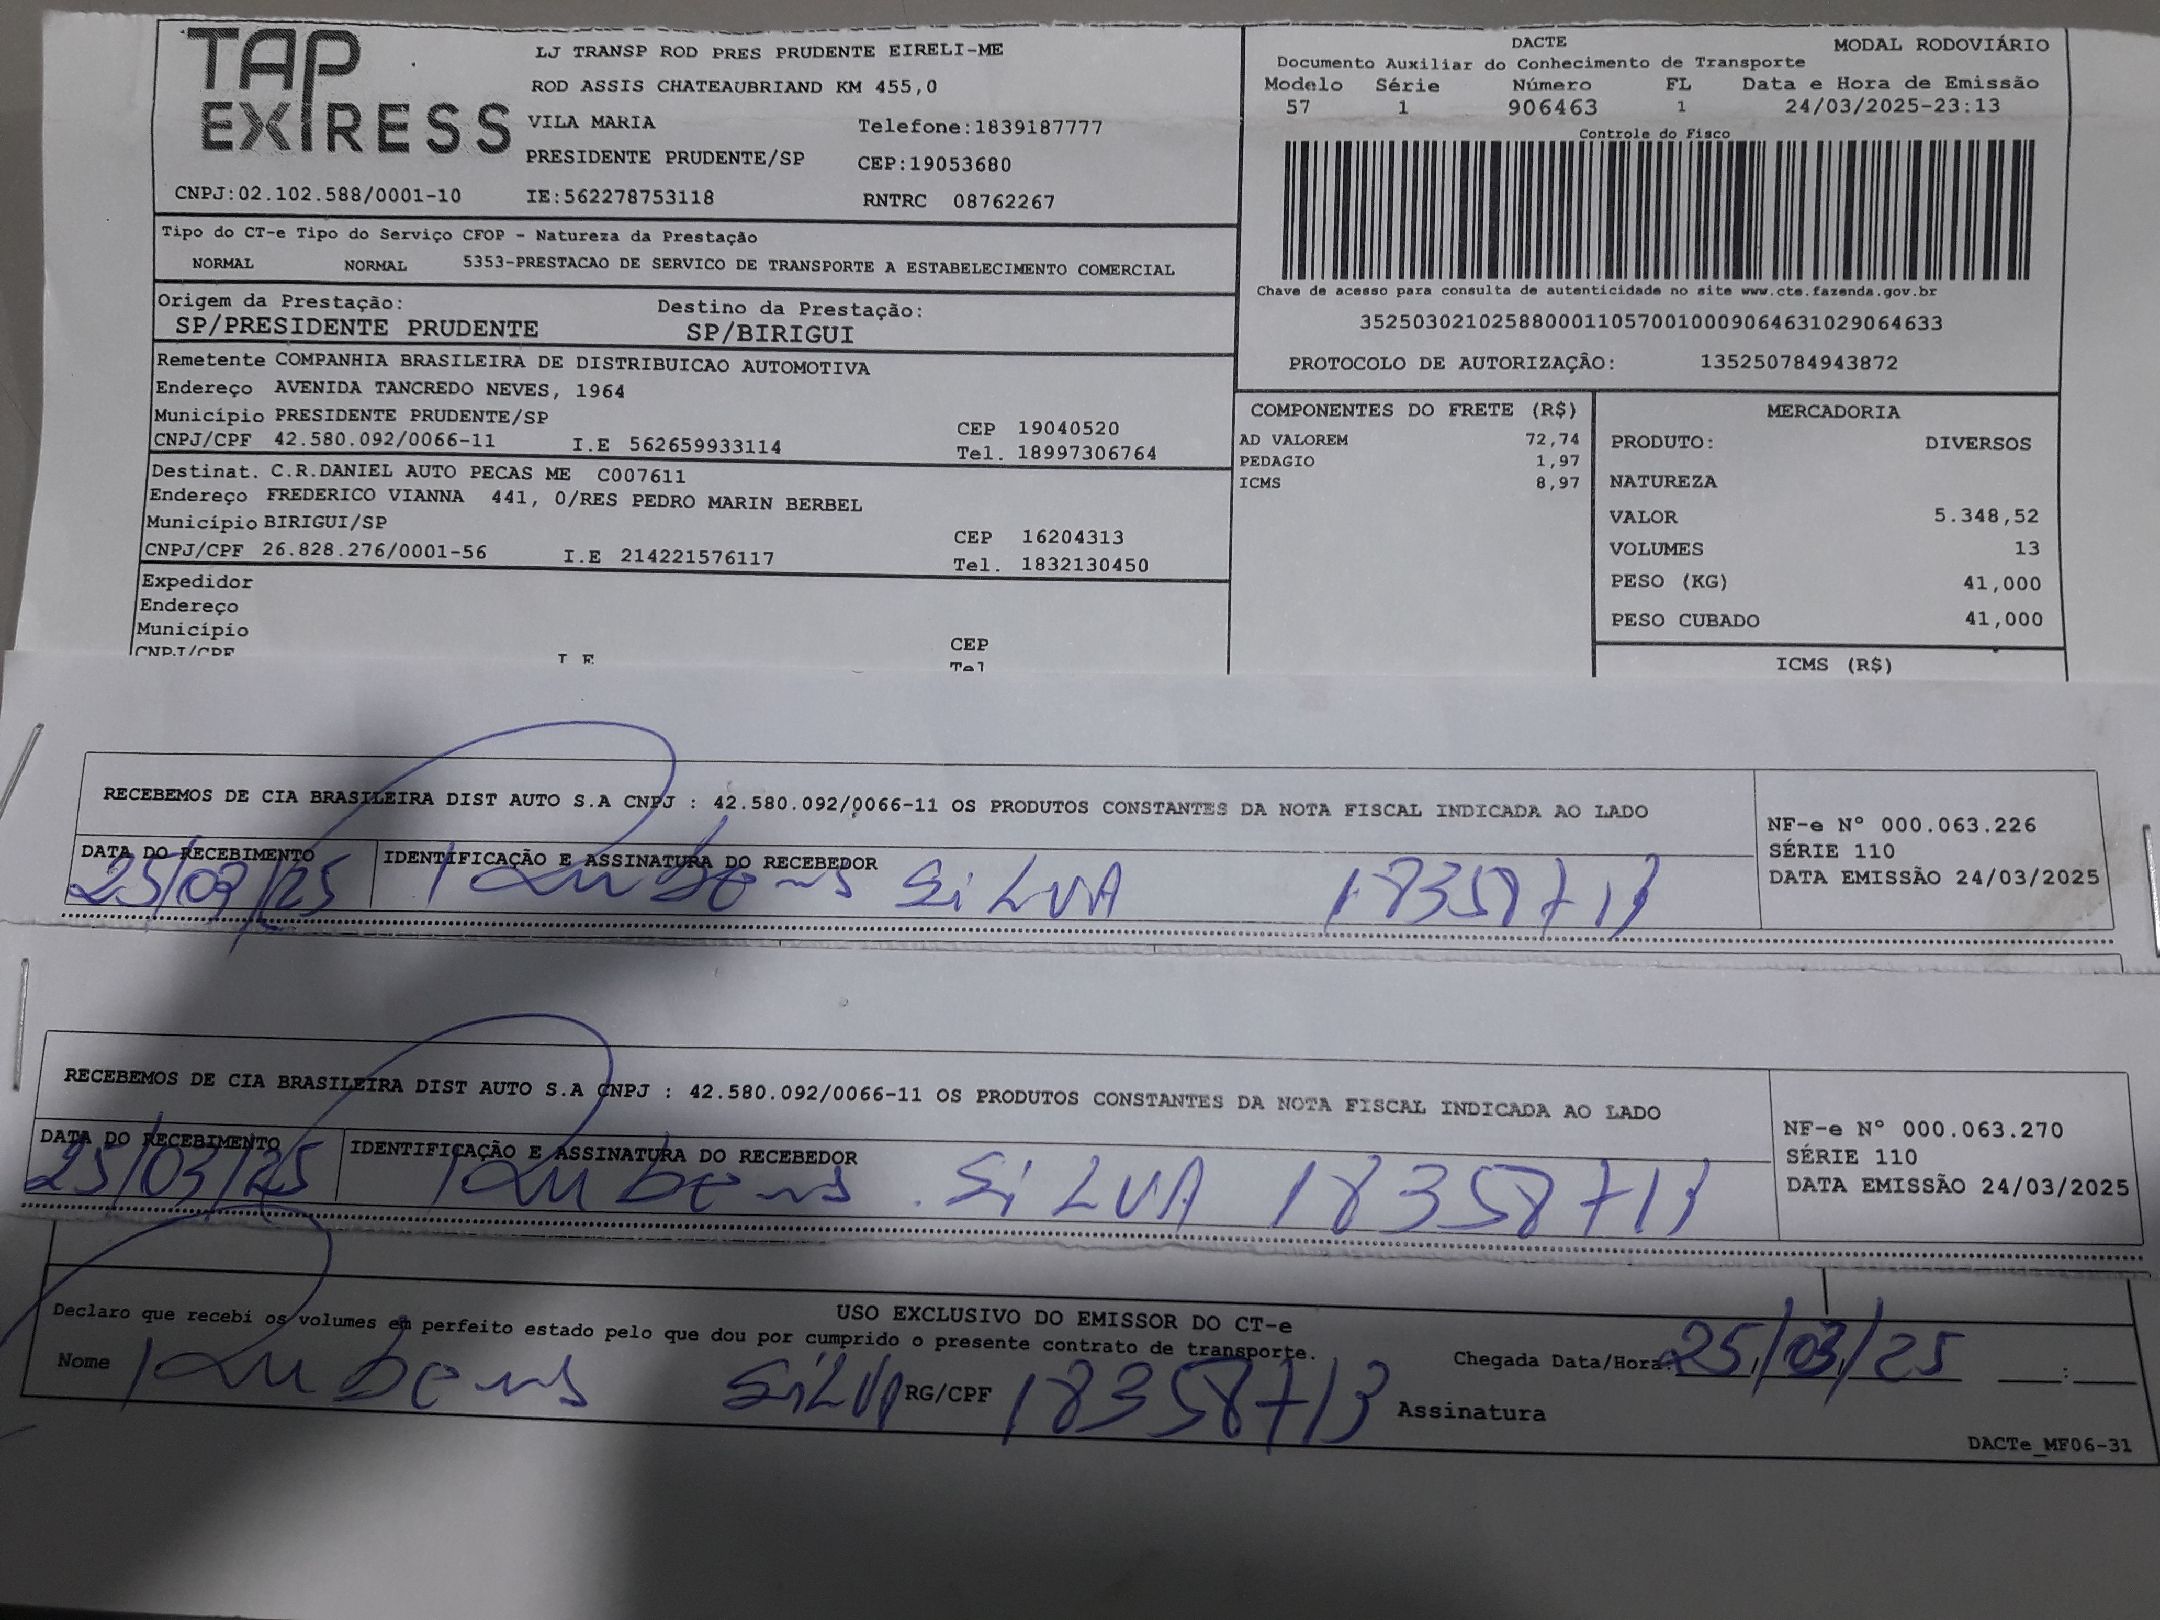 TAP EXPRESS
LJ TRANSP ROD PRES PRUDENTE EIRELI-ME
ROD ASSIS CHATEAUBRIAND KM 455,0
VILA MARIA Telefone:1839187777
PRESIDENTE PRUDENTE/SP CEP:19053680
CNPJ:02.102.588/0001-10 IE:562278753118 RNTRC 08762267
DACTE MODAL RODOVIÁRIO
Documento Auxiliar do Conhecimento de Transporte
Modelo Série Número FL Data e Hora de Emissão
57 1 906463 1 24/03/2025-23:13
Controle do Fisco
Chave de acesso para consulta de autenticidade no site www.cte.fazenda.gov.br
35250302102588000110570010009064631029064633
PROTOCOLO DE AUTORIZAÇÃO: 135250784943872
Tipo do CT-e Tipo do Serviço CFOP - Natureza da Prestação
NORMAL NORMAL 5353-PRESTACAO DE SERVICO DE TRANSPORTE A ESTABELECIMENTO COMERCIAL
Origem da Prestação: Destino da Prestação:
SP/PRESIDENTE PRUDENTE SP/BIRIGUI
Remetente COMPANHIA BRASILEIRA DE DISTRIBUICAO AUTOMOTIVA
Endereço AVENIDA TANCREDO NEVES, 1964
Município PRESIDENTE PRUDENTE/SP CEP 19040520
CNPJ/CPF 42.580.092/0066-11 I.E 562659933114 Tel. 18997306764
Destinat. C.R.DANIEL AUTO PECAS ME C007611
Endereço FREDERICO VIANNA 441, 0/RES PEDRO MARIN BERBEL
Município BIRIGUI/SP CEP 16204313
CNPJ/CPF 26.828.276/0001-56 I.E 214221576117 Tel. 1832130450
Expedidor
Endereço
Município CEP
CNPJ/CPF I.E Tel
COMPONENTES DO FRETE (R$)
AD VALOREM 72,74
PEDAGIO 1,97
ICMS 8,97
MERCADORIA
PRODUTO: DIVERSOS
NATUREZA
VALOR 5.348,52
VOLUMES 13
PESO (KG) 41,000
PESO CUBADO 41,000
ICMS (R$)
RECEBEMOS DE CIA BRASILEIRA DIST AUTO S.A CNPJ : 42.580.092/0066-11 OS PRODUTOS CONSTANTES DA NOTA FISCAL INDICADA AO LADO
DATA DO RECEBIMENTO IDENTIFICAÇÃO E ASSINATURA DO RECEBEDOR
25/03/25 Rubens SiLVA 18358713
NF-e Nº 000.063.226
SÉRIE 110
DATA EMISSÃO 24/03/2025
RECEBEMOS DE CIA BRASILEIRA DIST AUTO S.A CNPJ : 42.580.092/0066-11 OS PRODUTOS CONSTANTES DA NOTA FISCAL INDICADA AO LADO
DATA DO RECEBIMENTO IDENTIFICAÇÃO E ASSINATURA DO RECEBEDOR
25/03/25 Rubens SiLVA 18358713
NF-e Nº 000.063.270
SÉRIE 110
DATA EMISSÃO 24/03/2025
USO EXCLUSIVO DO EMISSOR DO CT-e
Declaro que recebi os volumes em perfeito estado pelo que dou por cumprido o presente contrato de transporte.
Nome Rubens SiLVA RG/CPF 18358713 Assinatura
Chegada Data/Hora: 25/03/25 :
DACTe_MF06-31